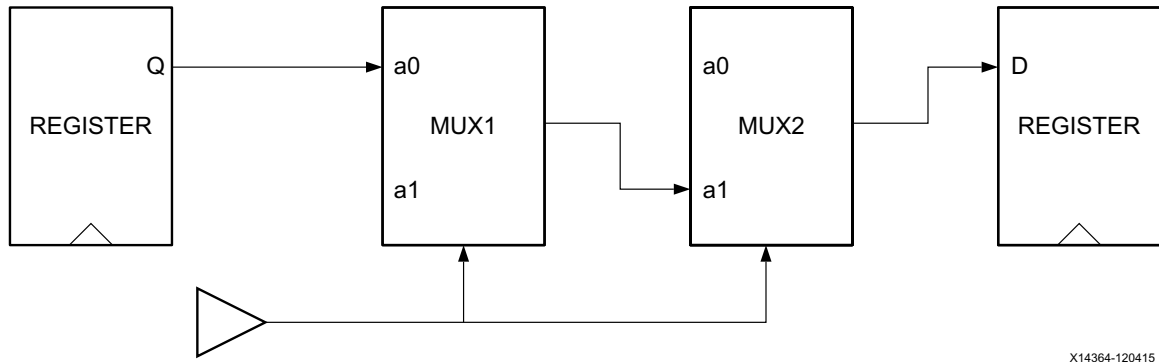 Q
a0
a0
D
REGISTER
MUX1
MUX2
REGISTER
a1
a1
X14364-120415